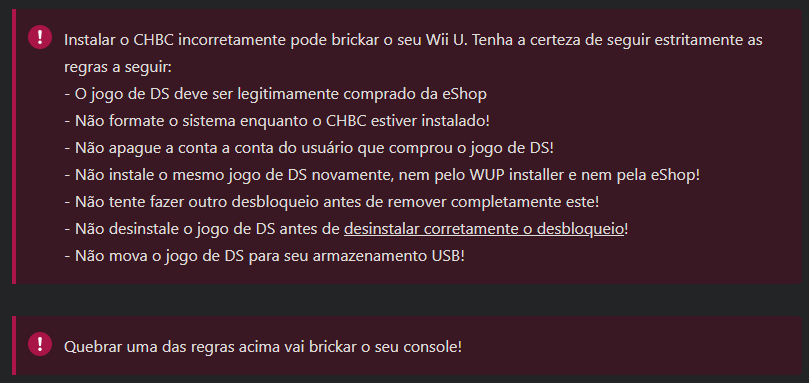 Instalar o CHBC incorretamente pode brickar o seu Wii U. Tenha a certeza de seguir estritamente as
regras a seguir:
- O jogo de DS deve ser legitimamente comprado da eShop
- Não formate o sistema enquanto o CHBC estiver instalado!
- Não apague a conta a conta do usuário que comprou o jogo de DS!
- Não instale o mesmo jogo de DS novamente, nem pelo WUP installer e nem pela eShop!
- Não tente fazer outro desbloqueio antes de remover completamente este!
- Não desinstale o jogo de DS antes de desinstalar corretamente o desbloqueio!
- Não mova o jogo de DS para seu armazenamento USB!
Quebrar uma das regras acima vai brickar o seu console!